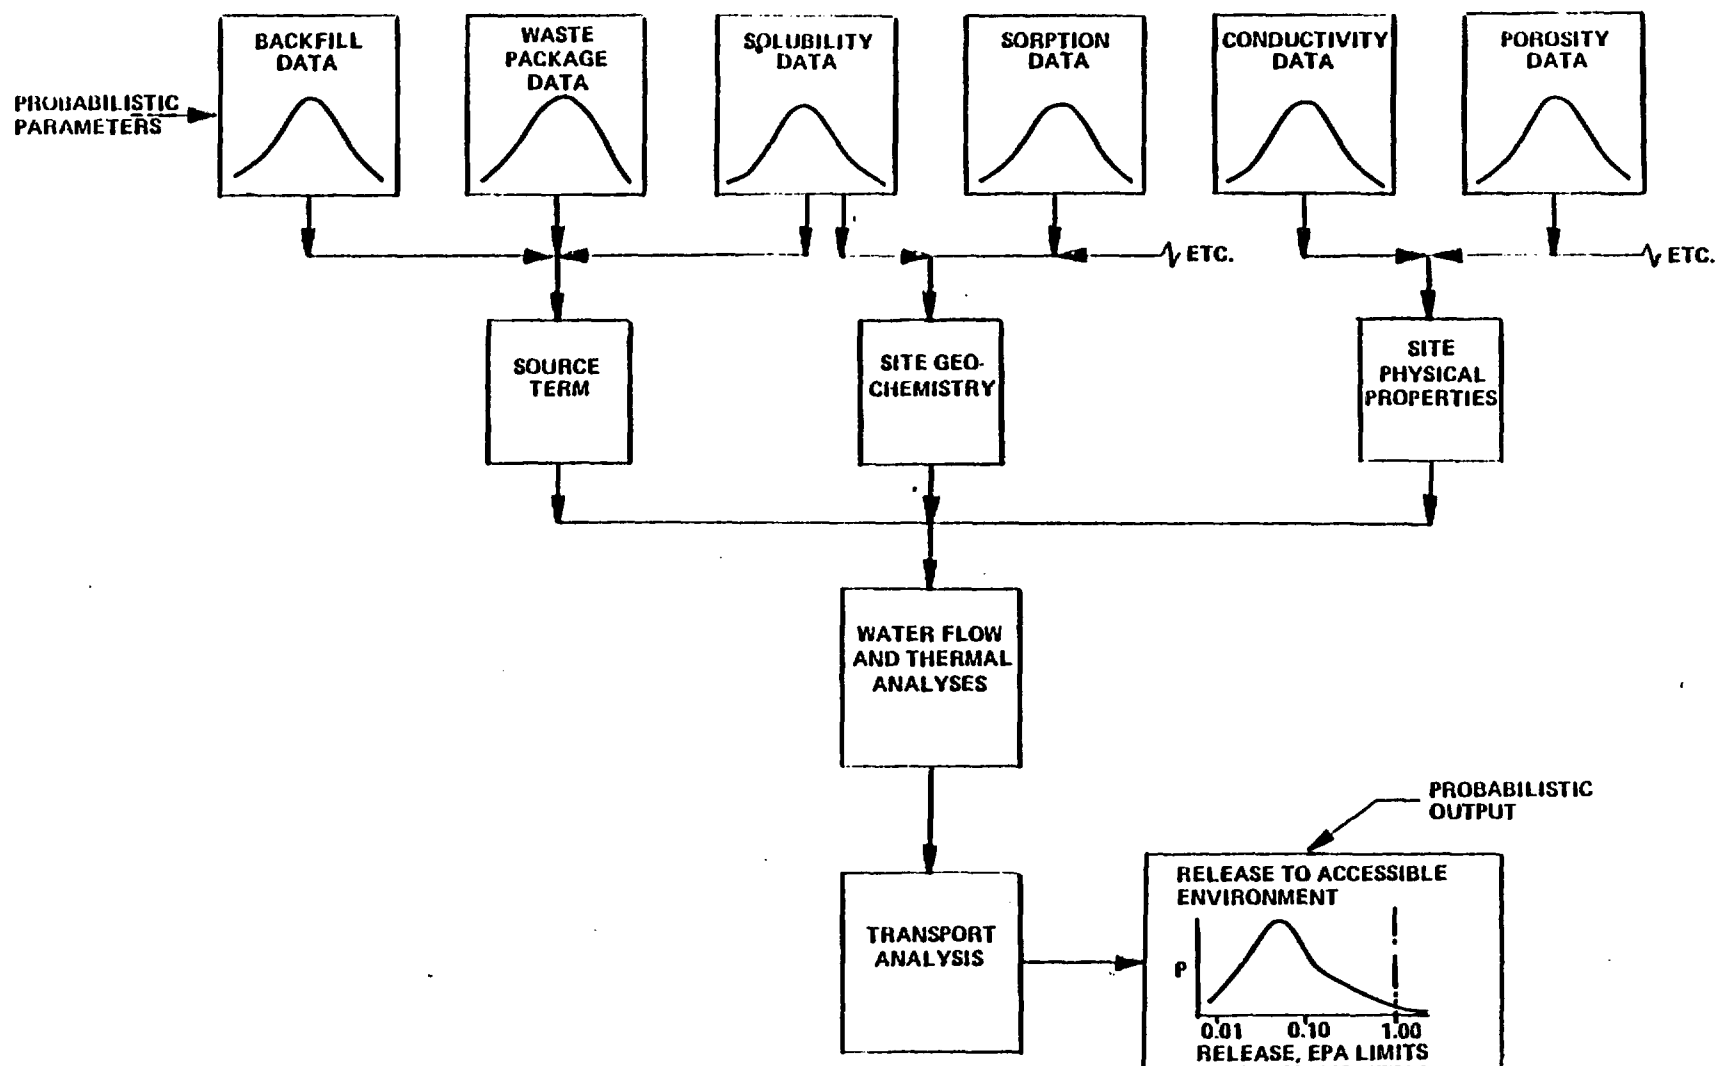 BACKFILL
DATA
WASTE
PACKAGE
DATA
SOLUBILITY
DATA
SORPTION
DATA
CONDUCTIVITY
DATA
POROSITY
DATA
PROBABILISTIC
PARAMETERS
ETC.
ETC.
SOURCE
TERM
SITE GEO-
CHEMISTRY
SITE
PHYSICAL
PROPERTIES
WATER FLOW
AND THERMAL
ANALYSES
PROBABILISTIC
OUTPUT
TRANSPORT
ANALYSIS
RELEASE TO ACCESSIBLE
ENVIRONMENT
P
0.01 0.10 1.00
RELEASE, EPA LIMITS